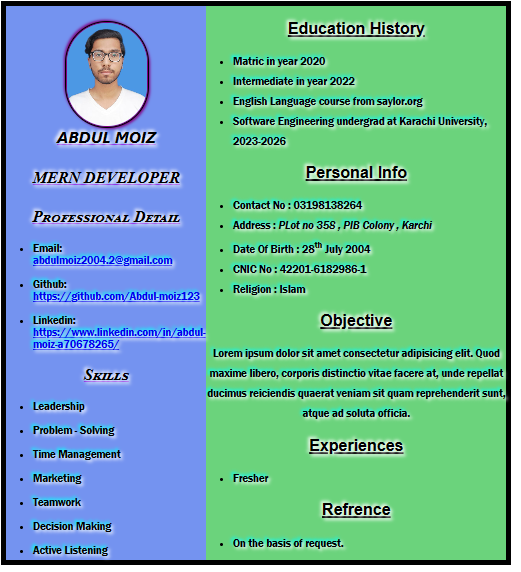 ABDUL MOIZ
MERN DEVELOPER
Professional Detail
Email:
abdulmoiz2004.2@gmail.com
Github:
https://github.com/Abdul-moiz123
Linkedin:
https://www.linkedin.com/in/abdul-
moiz-a70678265/
Skills
Leadership
Problem - Solving
Time Management
Marketing
Teamwork
Decision Making
Active Listening
Education History
Matric in year 2020
Intermediate in year 2022
English Language course from saylor.org
Software Engineering undergrad at Karachi University,
2023-2026
Personal Info
Contact No : 03198138264
Address : PLot no 358 , PIB Colony , Karchi
Date Of Birth : 28th July 2004
CNIC No : 42201-6182986-1
Religion : Islam
Objective
Lorem ipsum dolor sit amet consectetur adipisicing elit. Quod
maxime libero, corporis distinctio vitae facere at, unde repellat
ducimus reiciendis quaerat veniam sit quam reprehenderit sunt,
atque ad soluta officia.
Experiences
Fresher
Refrence
On the basis of request.